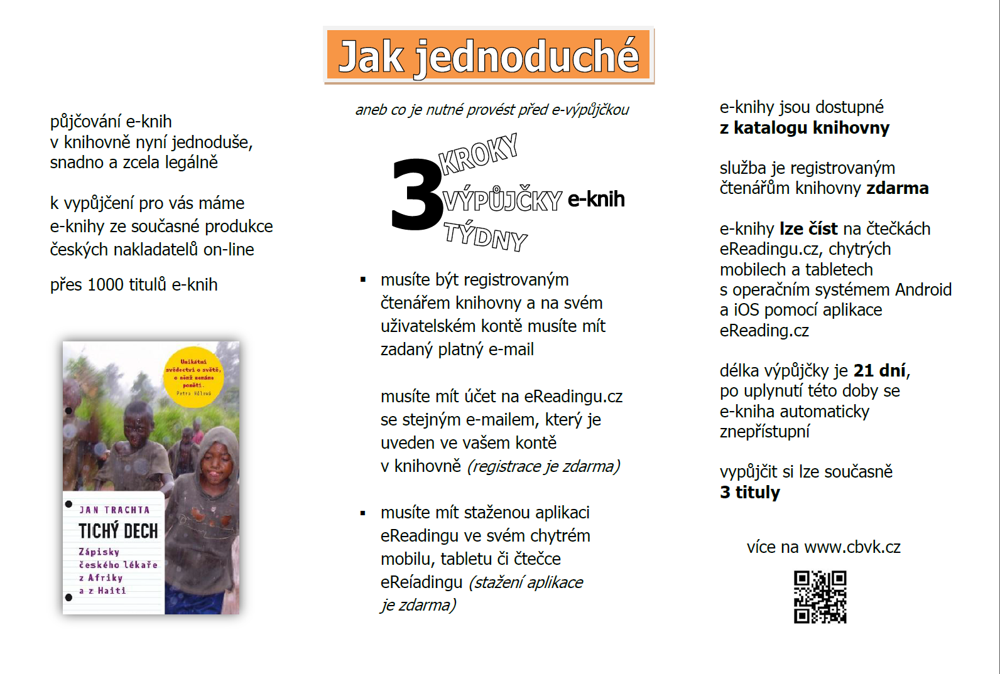 Jak jednoduché
půjčování e-knih
v knihovně nyní jednoduše,
snadno a zcela legálně
k vypůjčení pro vás máme
e-knihy ze současné produkce
českých nakladatelů on-line
přes 1000 titulů e-knih
Unikátní
svědectví o světě,
o němž nemáme
ponětí.
Petra Hůlová
JAN TRACHTA
TICHÝ DECH
Zápisky
českého lékaře
z Afriky
a z Haiti
aneb co je nutné provést před e-výpůjčkou
3 KROKY
VÝPŮJČKY e-knih
TÝDNY
▪ musíte být registrovaným
čtenářem knihovny a na svém
uživatelském kontě musíte mít
zadaný platný e-mail
musíte mít účet na eReadingu.cz
se stejným e-mailem, který je
uveden ve vašem kontě
v knihovně (registrace je zdarma)
▪ musíte mít staženou aplikaci
eReadingu ve svém chytrém
mobilu, tabletu či čtečce
eReíadingu (stažení aplikace
je zdarma)
e-knihy jsou dostupné
z katalogu knihovny
služba je registrovaným
čtenářům knihovny zdarma
e-knihy lze číst na čtečkách
eReadingu.cz, chytrých
mobilech a tabletech
s operačním systémem Android
a iOS pomocí aplikace
eReading.cz
délka výpůjčky je 21 dní,
po uplynutí této doby se
e-kniha automaticky
znepřístupní
vypůjčit si lze současně
3 tituly
více na www.cbvk.cz